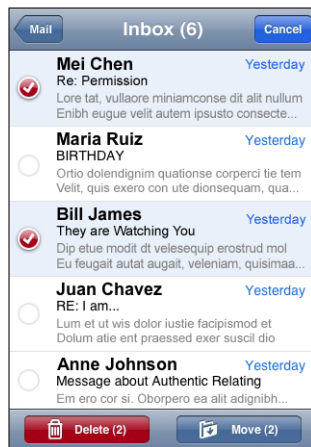 Mail
Inbox (6)
Cancel
Mei Chen
Yesterday
Re: Permission
Lore tat, vullaore miniamconse dit alit nullum
Enibh eugue velit autem ipsusto consecte...
Maria Ruiz
Yesterday
BIRTHDAY
Ortio dolendignim quationse corperci tie tem
Velit, quis exero con ute dionsequam, qua...
Bill James
Yesterday
They are Watching You
Dip etue modit dt velesequip erostrud mol
Eu feugait autat augait, veleniam, quisimaa...
Juan Chavez
Yesterday
RE: I am...
Lum et ut wis dolor iustie facipismod et
Dolum atie ent praessed exer suscil dio
Anne Johnson
Yesterday
Message about Authentic Relating
Em ero cor si. Oborpero ea alit adignibh...
Delete (2)
Move (2)